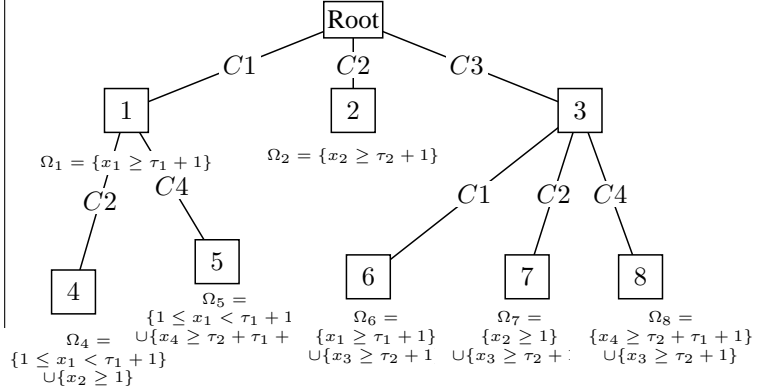 Root
C1 C2 C3
1 2 3
Ω₁ = {x₁ ≥ τ₁ + 1}
Ω₂ = {x₂ ≥ τ₂ + 1}
C2 C4 C1 C2 C4
4 5 6 7 8
Ω₅ =
{1 ≤ x₁ < τ₁ + 1
∪{x₄ ≥ τ₂ + τ₁ +
Ω₆ =
{x₁ ≥ τ₁ + 1}
∪{x₃ ≥ τ₂ + 1
Ω₇ =
{x₂ ≥ 1}
∪{x₃ ≥ τ₂ +
Ω₈ =
{x₄ ≥ τ₂ + τ₁ + 1}
∪{x₃ ≥ τ₂ + 1}
Ω₄ =
{1 ≤ x₁ < τ₁ + 1}
∪{x₂ ≥ 1}